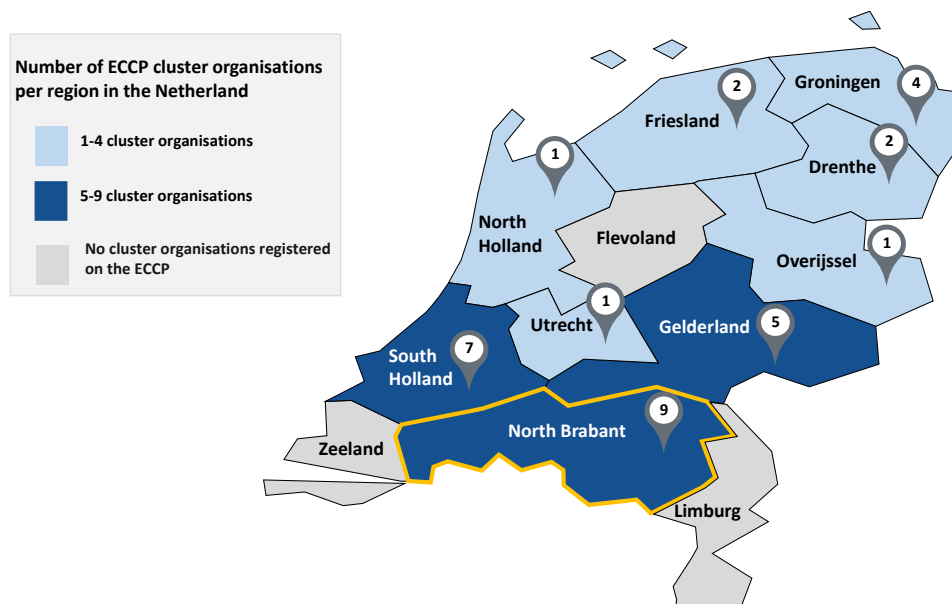 Number of ECCP cluster organisations
per region in the Netherland
1-4 cluster organisations
5-9 cluster organisations
No cluster organisations registered
on the ECCP
Groningen
4
2
Friesland
2
Drenthe
1
North
Holland
Flevoland
1
Overijssel
1
Utrecht
Gelderland
5
7
South
Holland
9
North Brabant
Zeeland
Limburg